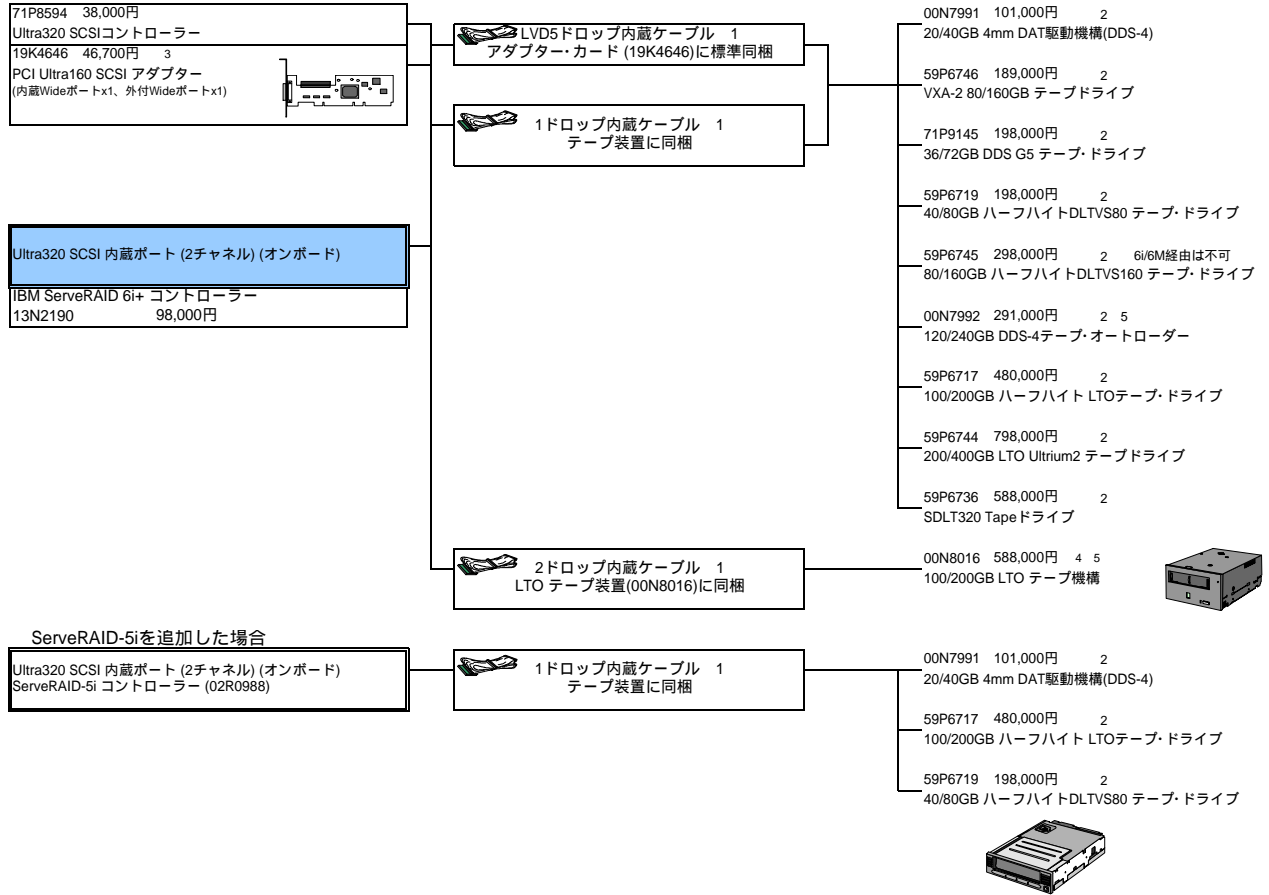 71P8594 38,000円
Ultra320 SCSIコントローラー
19K4646 46,700円 3
PCI Ultra160 SCSI アダプター
(内蔵Wideポートx1、外付Wideポートx1)
Ultra320 SCSI 内蔵ポート (2チャネル) (オンボード)
IBM ServeRAID 6i+ コントローラー
13N2190 98,000円
LVD5ドロップ内蔵ケーブル 1
アダプター・カード (19K4646)に標準同梱
1ドロップ内蔵ケーブル 1
テープ装置に同梱
00N7991 101,000円 2
20/40GB 4mm DAT駆動機構(DDS-4)
59P6746 189,000円 2
VXA-2 80/160GB テープドライブ
71P9145 198,000円 2
36/72GB DDS G5 テープ・ドライブ
59P6719 198,000円 2
40/80GB ハーフハイトDLTVS80 テープ・ドライブ
59P6745 298,000円 2 6i/6M経由は不可
80/160GB ハーフハイトDLTVS160 テープ・ドライブ
00N7992 291,000円 2 5
120/240GB DDS-4テープ・オートローダー
59P6717 480,000円 2
100/200GB ハーフハイト LTOテープ・ドライブ
59P6744 798,000円 2
200/400GB LTO Ultrium2 テープドライブ
59P6736 588,000円 2
SDLT320 Tapeドライブ
2ドロップ内蔵ケーブル 1
LTO テープ装置(00N8016)に同梱
00N8016 588,000円 4 5
100/200GB LTO テープ機構
ServeRAID-5iを追加した場合
Ultra320 SCSI 内蔵ポート (2チャネル) (オンボード)
ServeRAID-5i コントローラー (02R0988)
1ドロップ内蔵ケーブル 1
テープ装置に同梱
00N7991 101,000円 2
20/40GB 4mm DAT駆動機構(DDS-4)
59P6717 480,000円 2
100/200GB ハーフハイト LTOテープ・ドライブ
59P6719 198,000円 2
40/80GB ハーフハイトDLTVS80 テープ・ドライブ